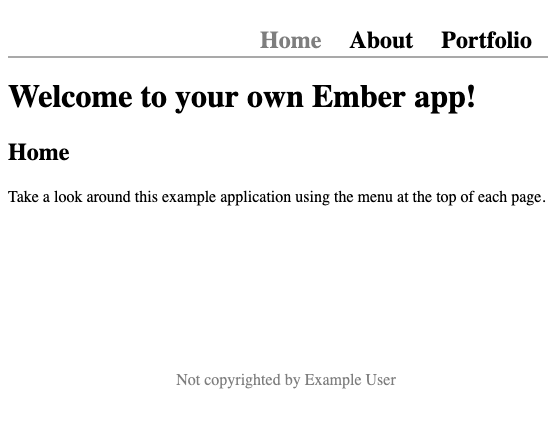 Home About Portfolio
Welcome to your own Ember app!
Home
Take a look around this example application using the menu at the top of each page.
Not copyrighted by Example User